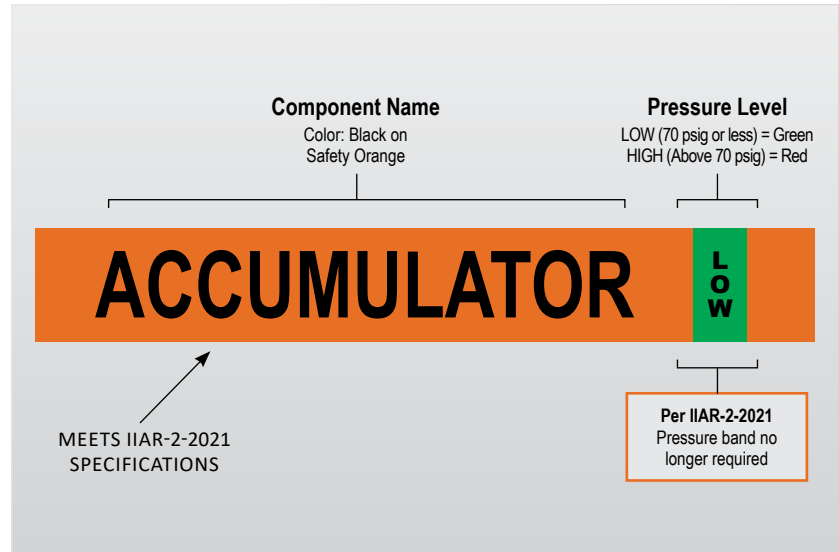 Component Name
Color: Black on
Safety Orange
Pressure Level
LOW (70 psig or less) = Green
HIGH (Above 70 psig) = Red
ACCUMULATOR
LOW
MEETS IIAR-2-2021
SPECIFICATIONS
Per IIAR-2-2021
Pressure band no
longer required